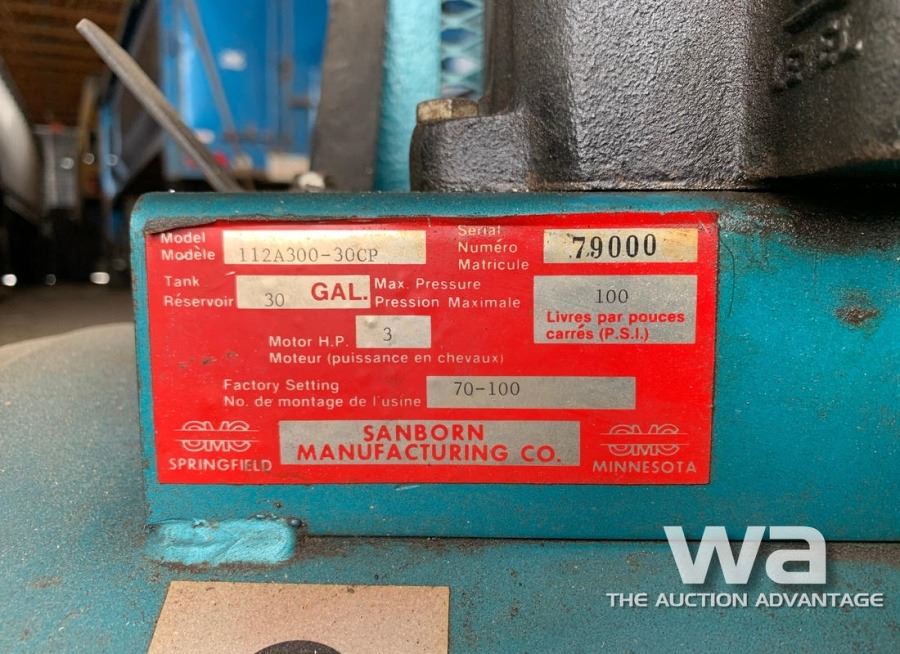 Model
Modèle 112A300-30CP
Serial
Numéro
Matricule 79000
Tank
Réservoir 30 GAL.
Max. Pressure
Pression Maximale 100
Livres par pouces
carrés (P.S.I.)
Motor H.P. 3
Moteur (puissance en chevaux)
Factory Setting
No. de montage de l'usine 70-100
SMC
SPRINGFIELD
SANBORN
MANUFACTURING CO.
SMC
MINNESOTA
wa
THE AUCTION ADVANTAGE